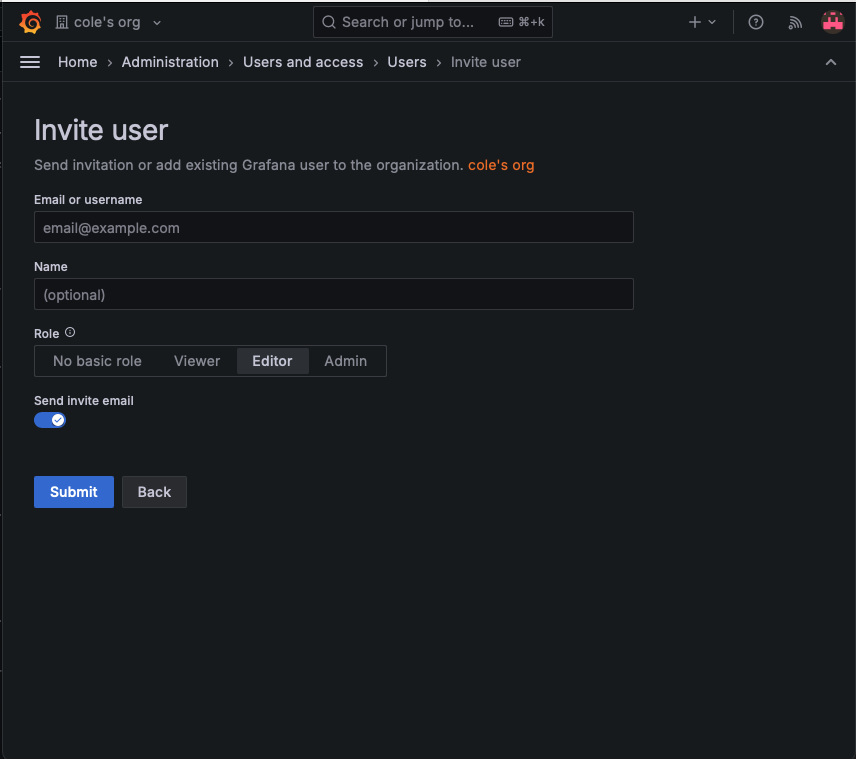 cole's org Search or jump to... ⌘+k
Home › Administration › Users and access › Users › Invite user
Invite user
Send invitation or add existing Grafana user to the organization. cole's org
Email or username
email@example.com
Name
(optional)
Role
No basic role Viewer Editor Admin
Send invite email
Submit Back